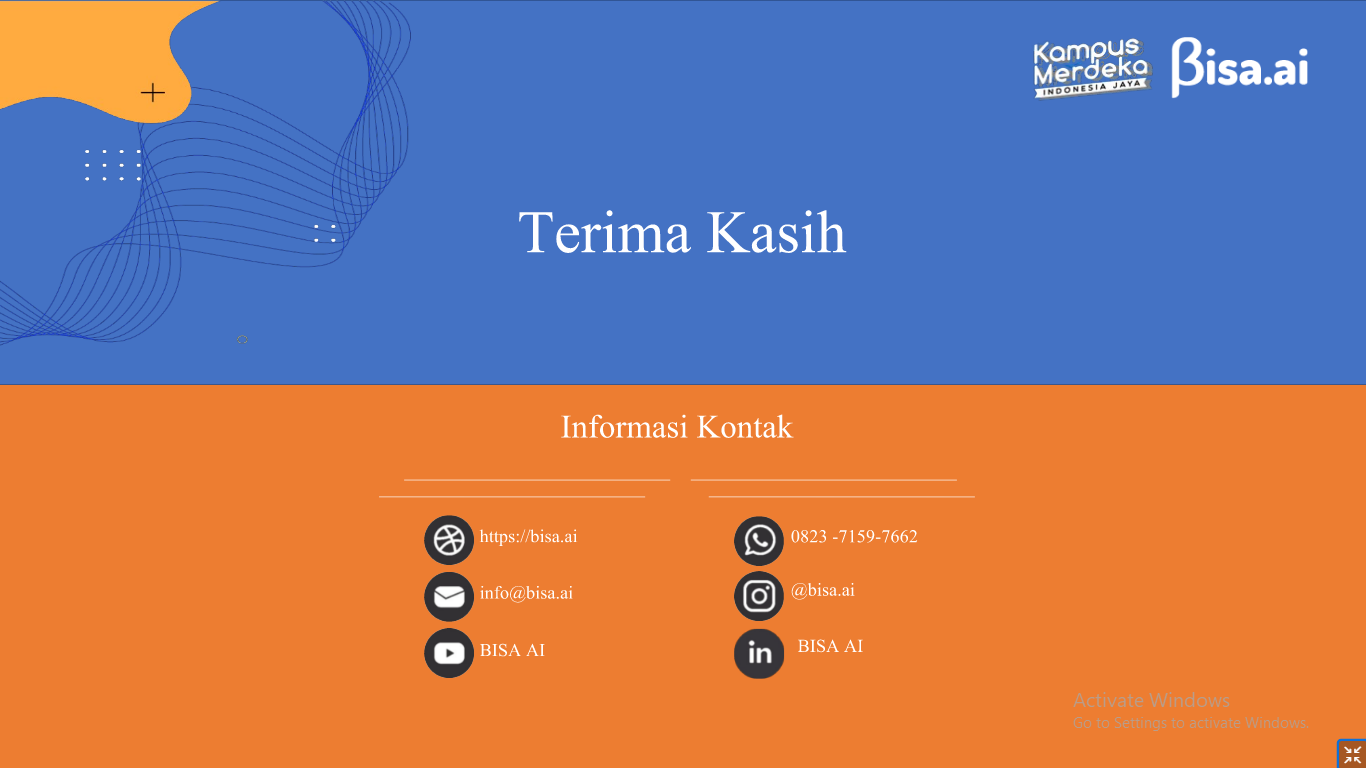 Kampus
Merdeka
INDONESIA JAYA
Bisa.ai
Terima Kasih
Informasi Kontak
https://bisa.ai
0823 -7159-7662
info@bisa.ai
@bisa.ai
BISA AI
BISA AI
Activate Windows
Go to Settings to activate Windows.